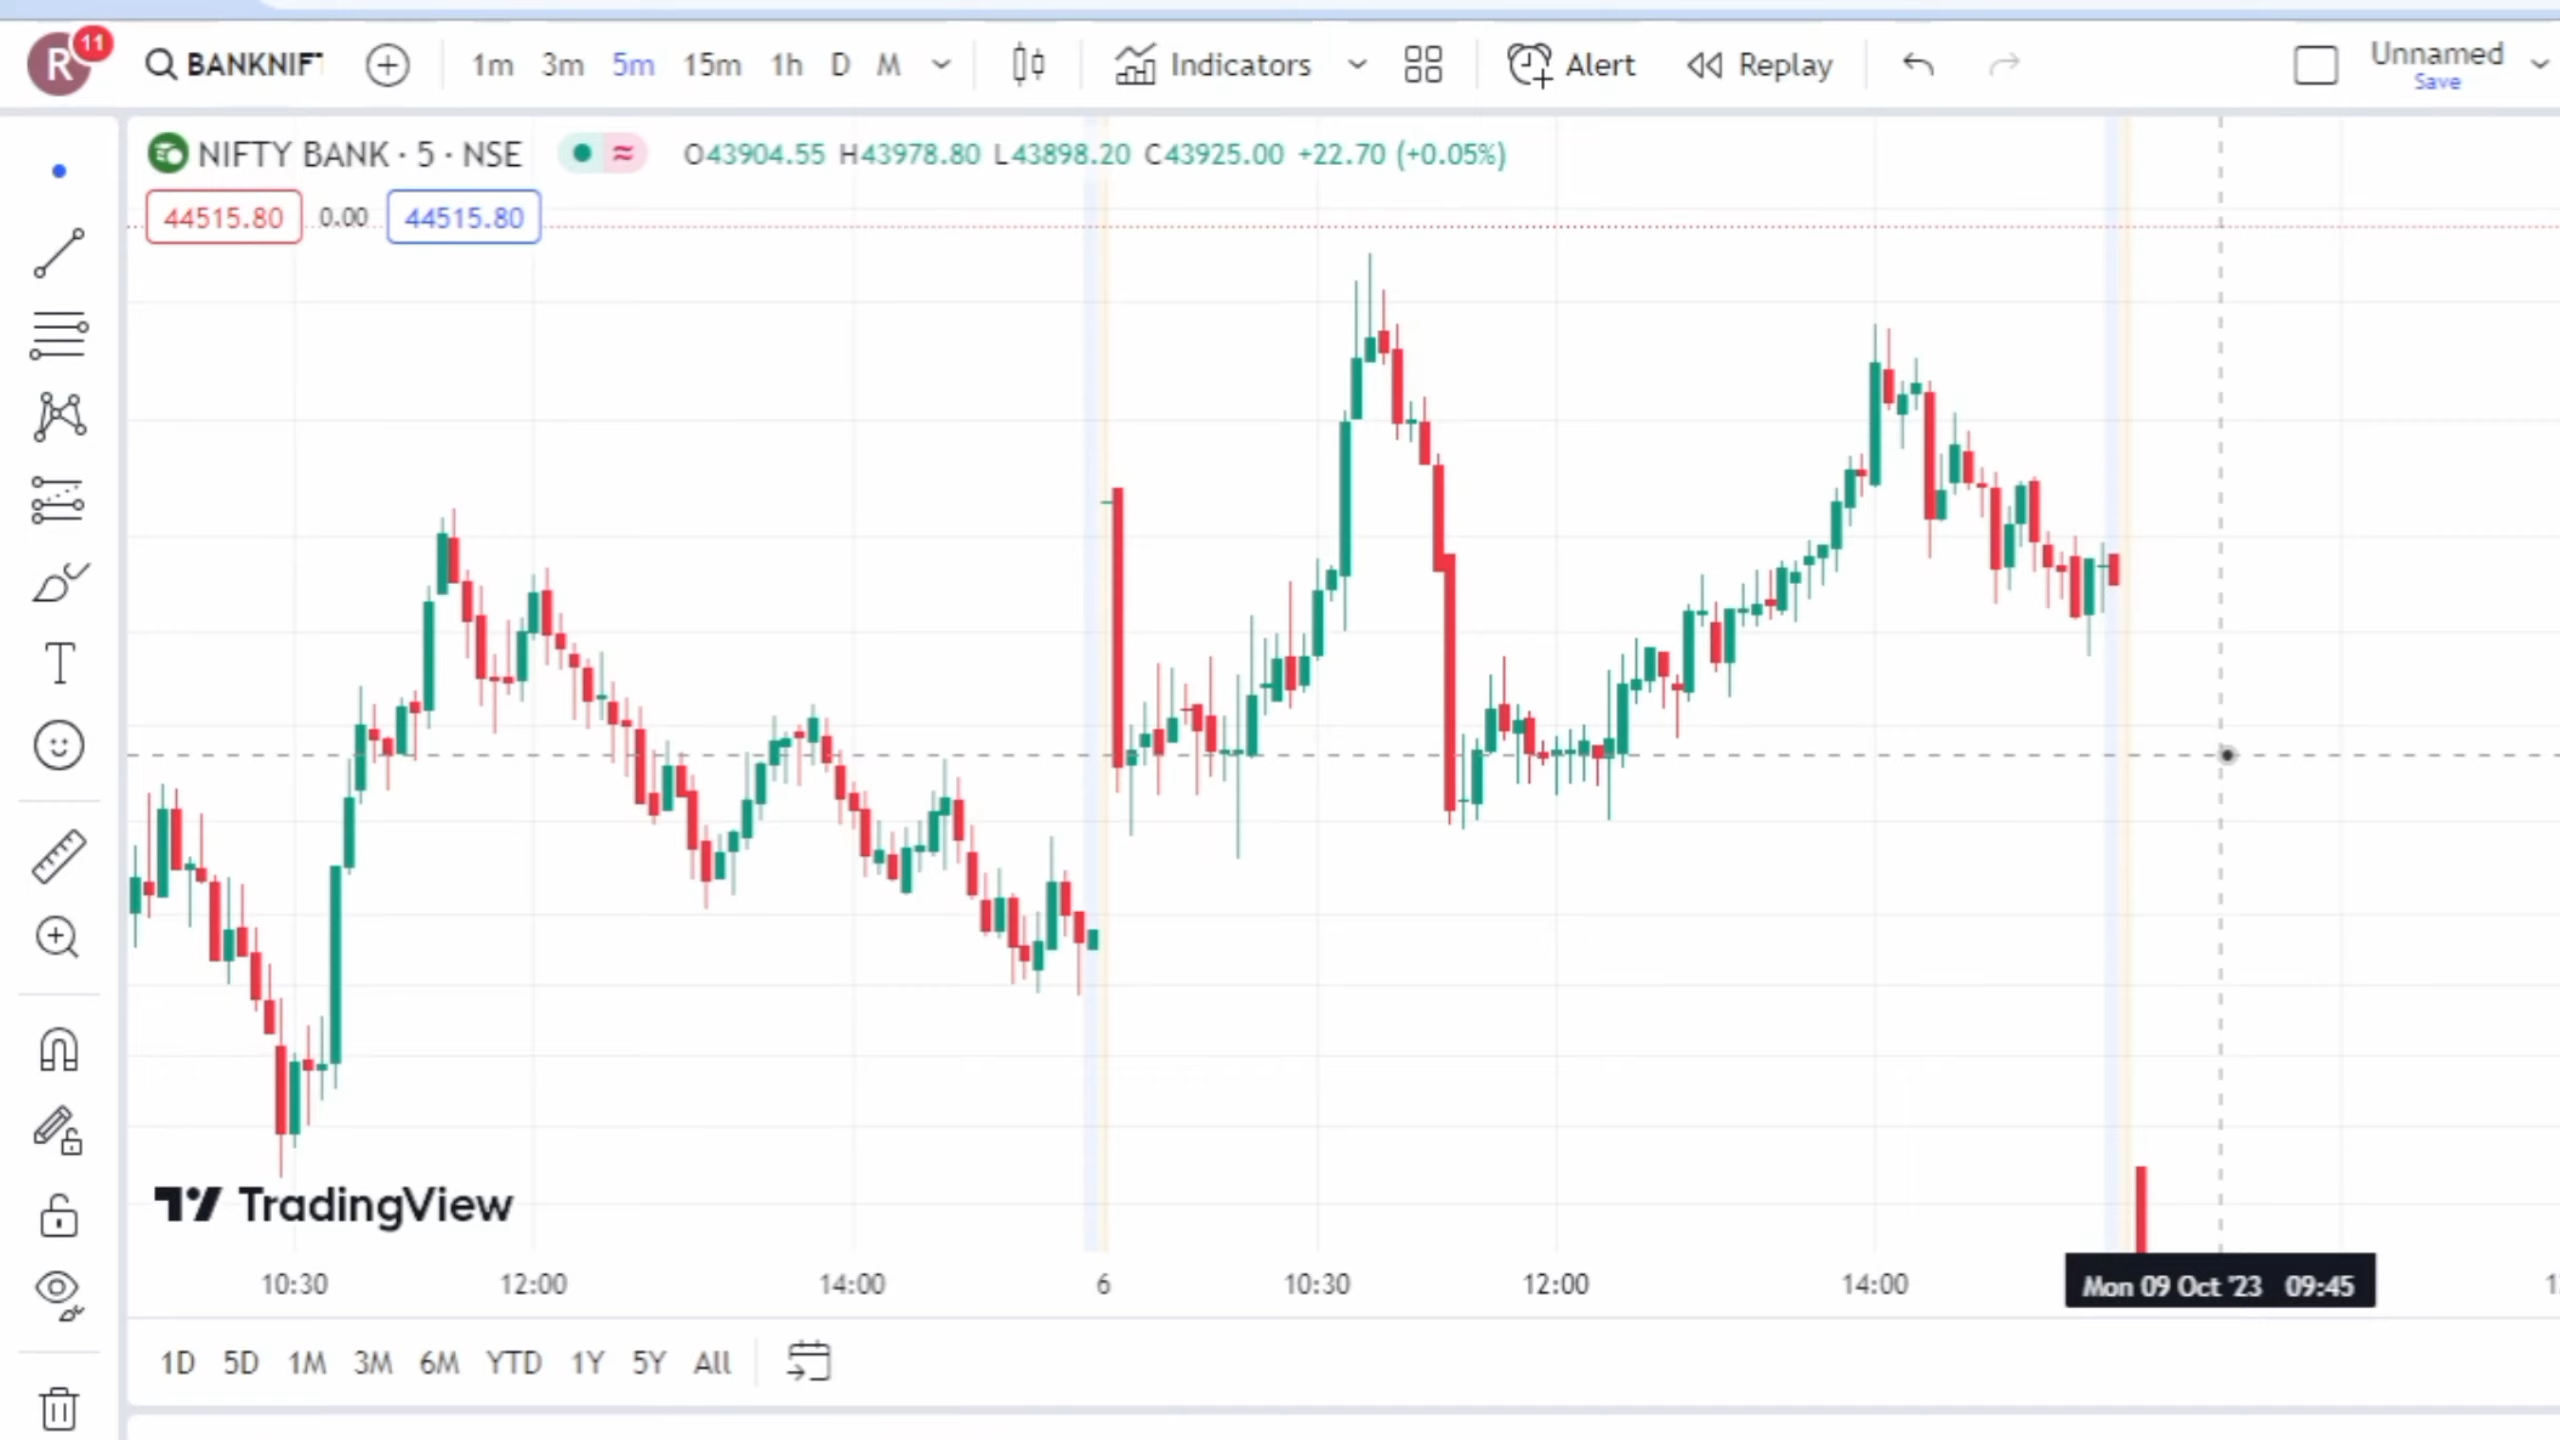 R 11 BANKNIF 1m 3m 5m 15m 1h D M Indicators Alert Replay Unnamed
Save
NIFTY BANK · 5 · NSE O43904.55 H43978.80 L43898.20 C43925.00 +22.70 (+0.05%)
44515.80 0.00 44515.80
TradingView
10:30 12:00 14:00 6 10:30 12:00 14:00 Mon 09 Oct '23 09:45
1D 5D 1M 3M 6M YTD 1Y 5Y All